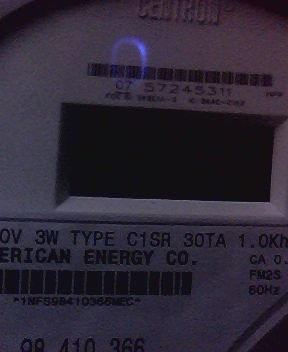 CENTRON
07 57245311
0V 3W TYPE C1SR 30TA 1.0Kh
ERICAN ENERGY CO. CA 0.
FM2S
60Hz
*1NFS98410366MEC*
98 410 366